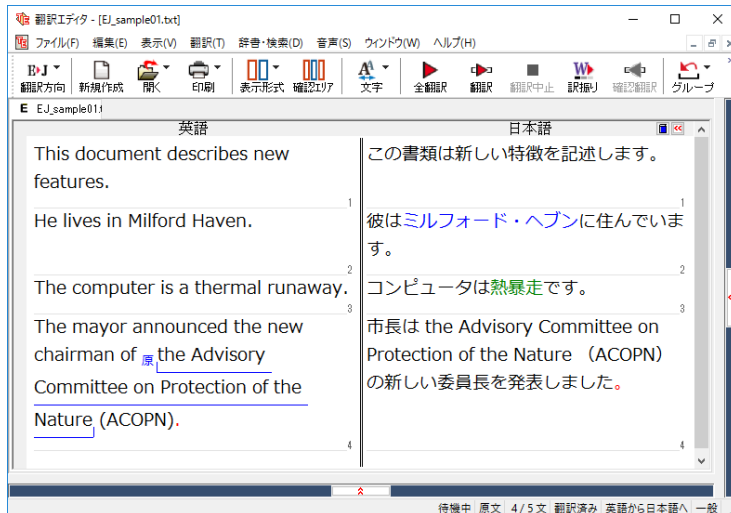 翻訳エディタ - [EJ_sample01.txt]
ファイル(F) 編集(E) 表示(V) 翻訳(T) 辞書・検索(D) 音声(S) ウィンドウ(W) ヘルプ(H)
E›J
翻訳方向 新規作成 開く 印刷 表示形式 確認エリア 文字 全翻訳 翻訳 翻訳中止 訳振り 確認翻訳 グループ
E EJ_sample01.t
英語 日本語
This document describes new
features.
1
この書類は新しい特徴を記述します。
1
He lives in Milford Haven.
2
彼はミルフォード・ヘブンに住んでいま
す。
2
The computer is a thermal runaway.
3
コンピュータは熱暴走です。
3
The mayor announced the new
chairman of 原 the Advisory
Committee on Protection of the
Nature (ACOPN).
4
市長は the Advisory Committee on
Protection of the Nature （ACOPN）
の新しい委員長を発表しました。
4
待機中 原文 4/5文 翻訳済み 英語から日本語へ 一般